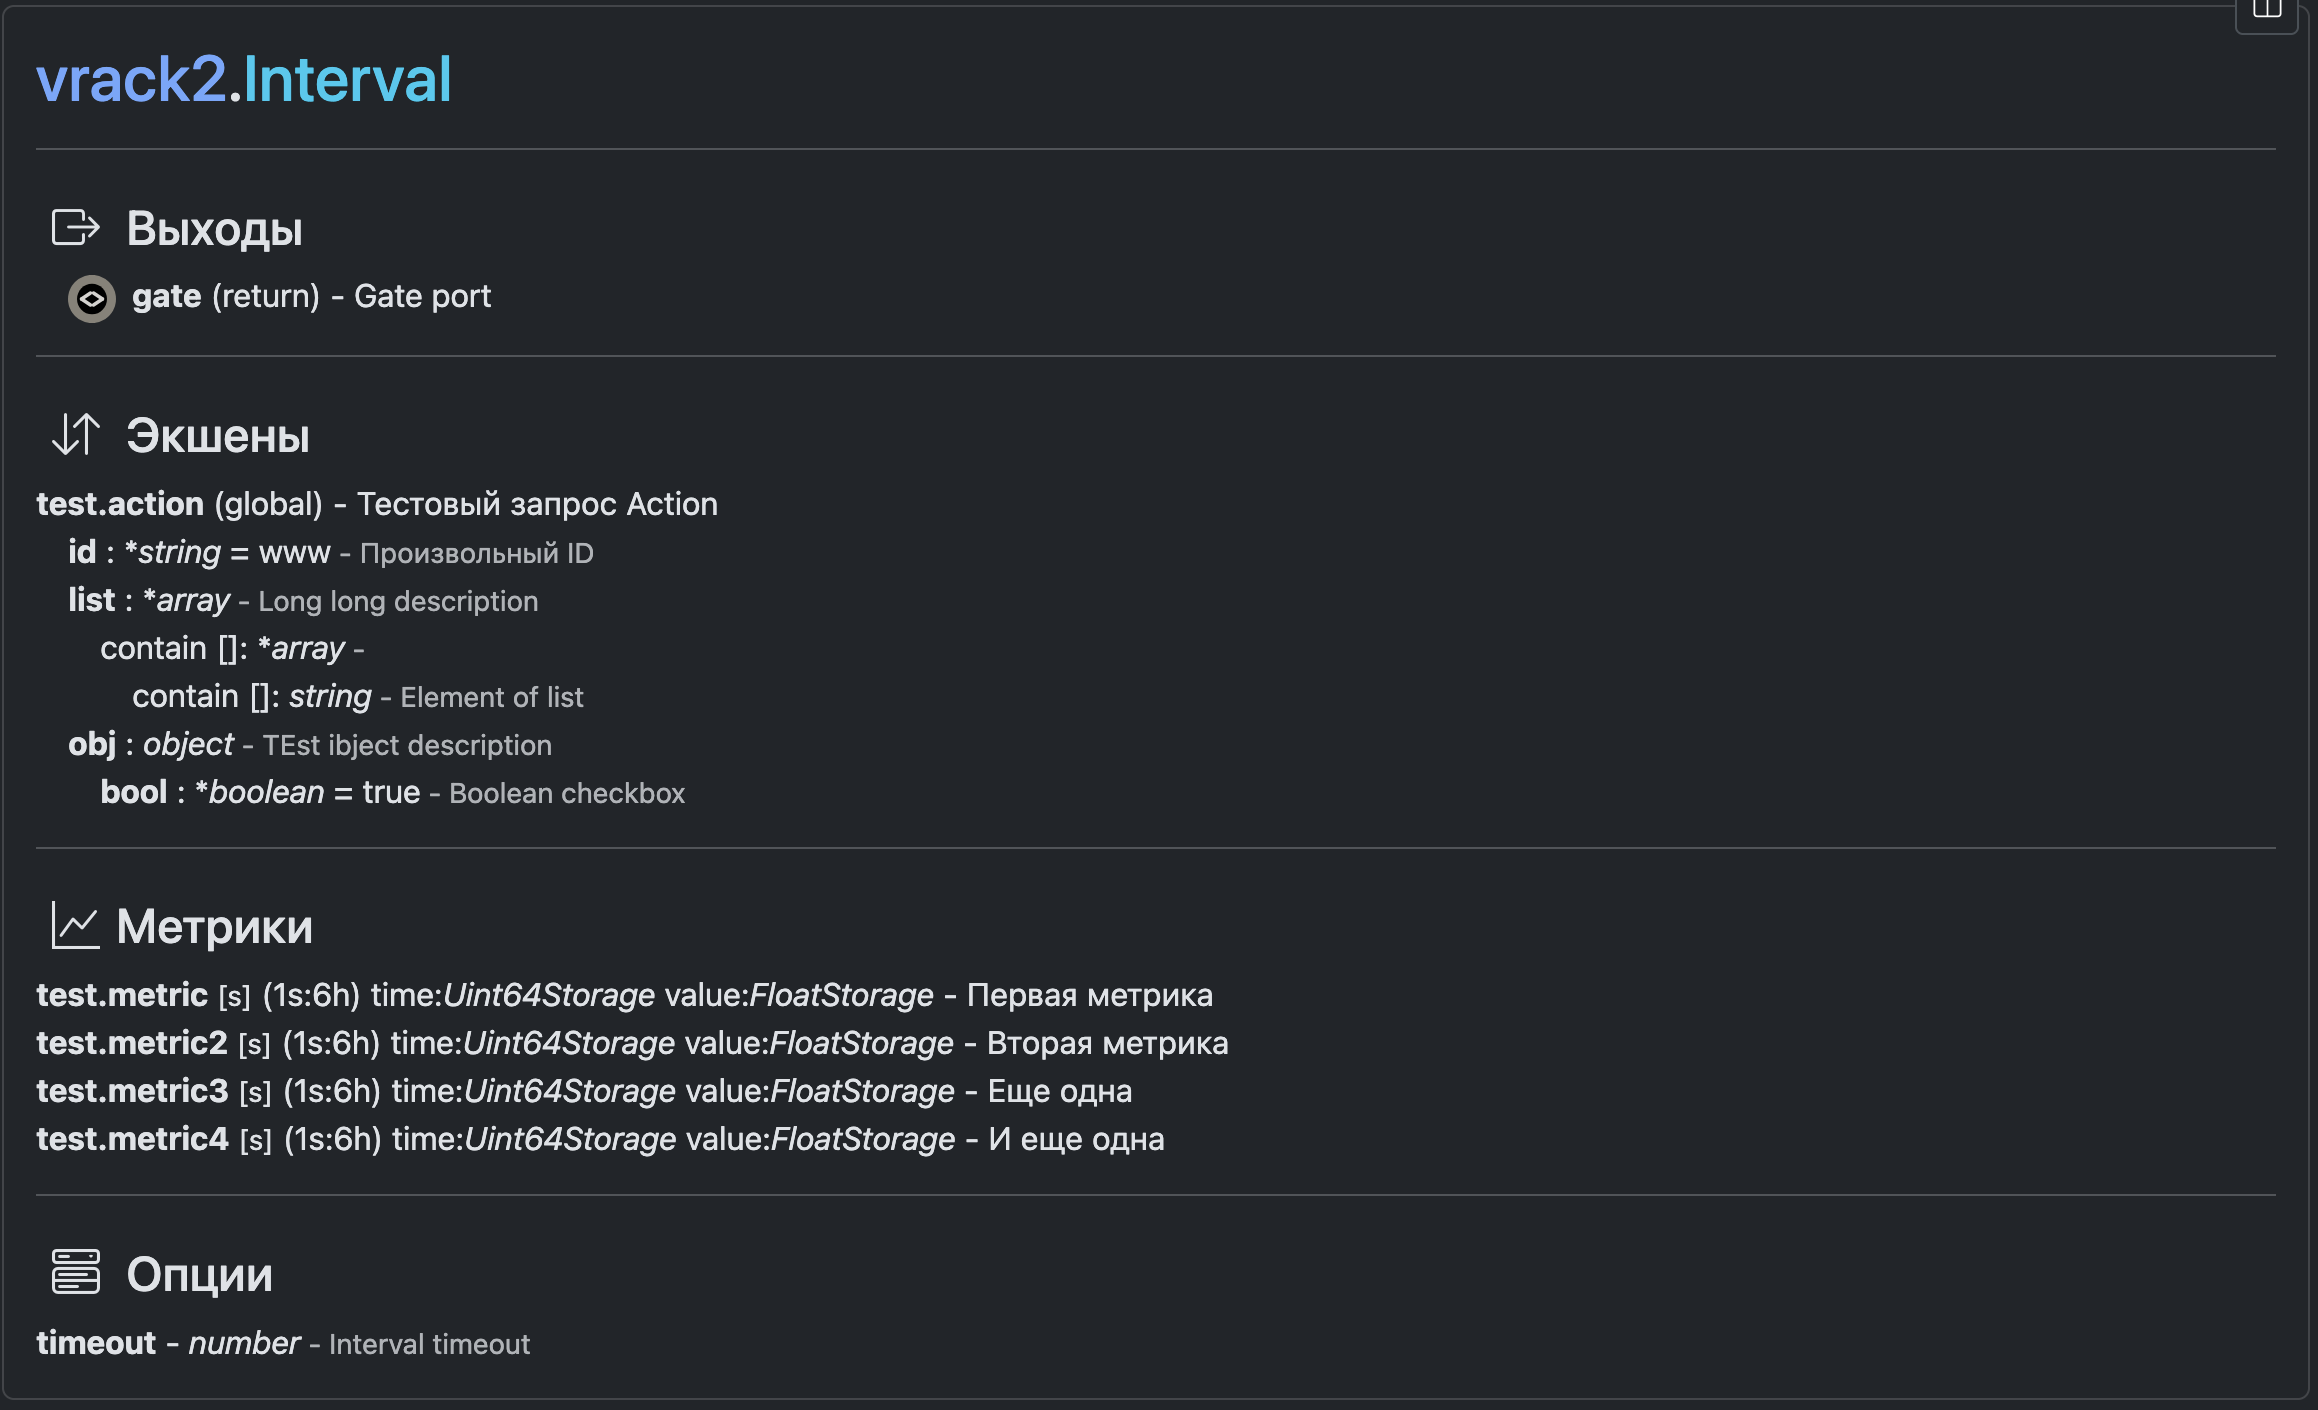 vrack2.Interval
Выходы
gate (return) - Gate port
Экшены
test.action (global) - Тестовый запрос Action
id : *string = www - Произвольный ID
list : *array - Long long description
contain []: *array -
contain []: string - Element of list
obj : object - TEst ibject description
bool : *boolean = true - Boolean checkbox
Метрики
test.metric [s] (1s:6h) time:Uint64Storage value:FloatStorage - Первая метрика
test.metric2 [s] (1s:6h) time:Uint64Storage value:FloatStorage - Вторая метрика
test.metric3 [s] (1s:6h) time:Uint64Storage value:FloatStorage - Еще одна
test.metric4 [s] (1s:6h) time:Uint64Storage value:FloatStorage - И еще одна
Опции
timeout - number - Interval timeout